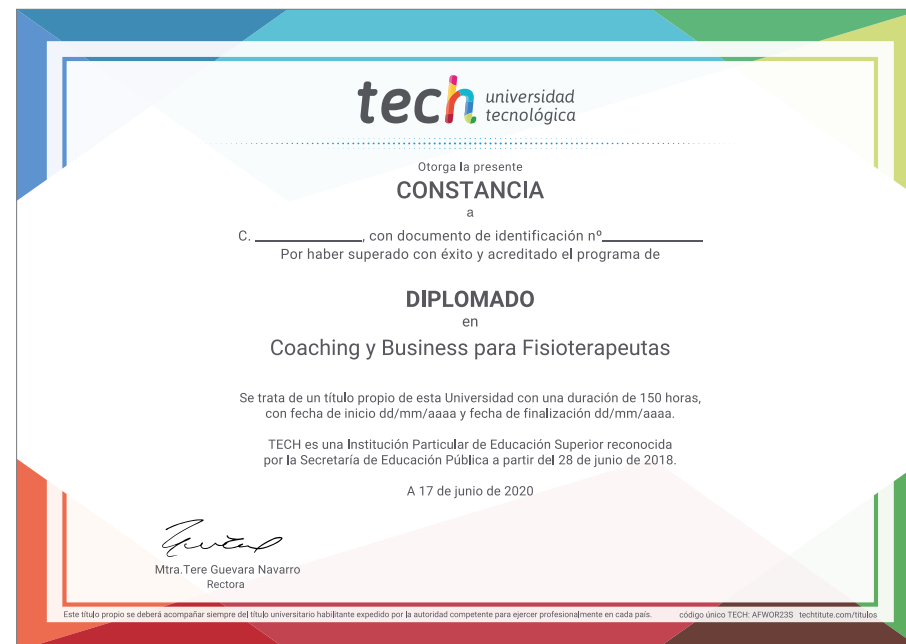 tech universidad
tecnológica
Otorga la presente
CONSTANCIA
a
C. ____________, con documento de identificación nº____________
Por haber superado con éxito y acreditado el programa de
DIPLOMADO
en
Coaching y Business para Fisioterapeutas
Se trata de un título propio de esta Universidad con una duración de 150 horas,
con fecha de inicio dd/mm/aaaa y fecha de finalización dd/mm/aaaa.
TECH es una Institución Particular de Educación Superior reconocida
por la Secretaría de Educación Pública a partir del 28 de junio de 2018.
A 17 de junio de 2020
Mtra.Tere Guevara Navarro
Rectora
Este título propio se deberá acompañar siempre del título universitario habilitante expedido por la autoridad competente para ejercer profesionalmente en cada país. código único TECH: AFWOR23S techtitute.com/titulos